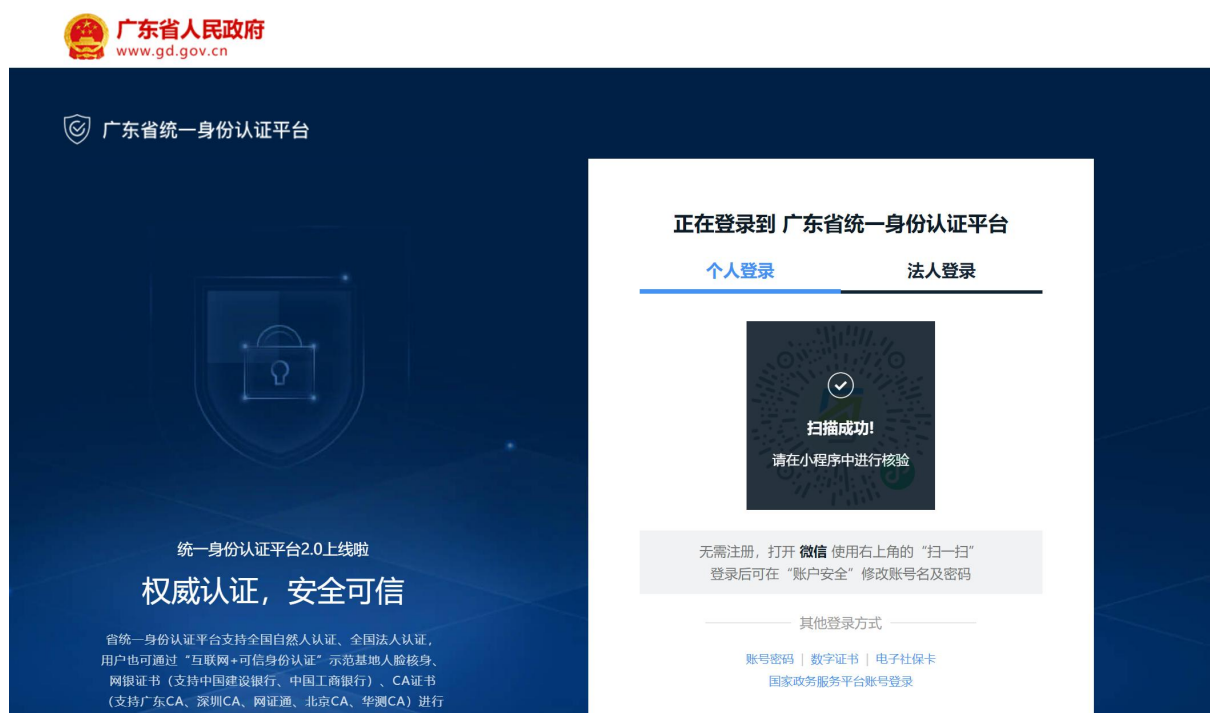 广东省人民政府
www.gd.gov.cn
广东省统一身份认证平台
正在登录到 广东省统一身份认证平台
个人登录 法人登录
扫描成功!
请在小程序中进行核验
无需注册，打开 微信 使用右上角的“扫一扫”
登录后可在“账户安全”修改账号名及密码
其他登录方式
账号密码 | 数字证书 | 电子社保卡
国家政务服务平台账号登录
统一身份认证平台2.0上线啦
权威认证，安全可信
省统一身份认证平台支持全国自然人认证、全国法人认证，
用户也可通过“互联网+可信身份认证”示范基地人脸核身、
网银证书（支持中国建设银行、中国工商银行）、CA证书
（支持广东CA、深圳CA、网证通、北京CA、华测CA）进行